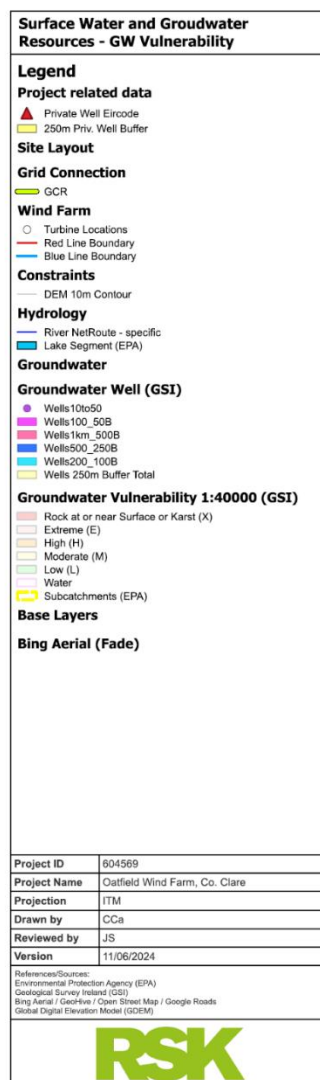 Surface Water and Groudwater
Resources - GW Vulnerability
Legend
Project related data
Private Well Eircode
250m Priv. Well Buffer
Site Layout
Grid Connection
GCR
Wind Farm
Turbine Locations
Red Line Boundary
Blue Line Boundary
Constraints
DEM 10m Contour
Hydrology
River NetRoute - specific
Lake Segment (EPA)
Groundwater
Groundwater Well (GSI)
Wells10to50
Wells100_50B
Wells1km_500B
Wells500_250B
Wells200_100B
Wells 250m Buffer Total
Groundwater Vulnerability 1:40000 (GSI)
Rock at or near Surface or Karst (X)
Extreme (E)
High (H)
Moderate (M)
Low (L)
Water
Subcatchments (EPA)
Base Layers
Bing Aerial (Fade)
Project ID 604569
Project Name Oatfield Wind Farm, Co. Clare
Projection ITM
Drawn by CCa
Reviewed by JS
Version 11/06/2024
References/Sources:
Environmental Protection Agency (EPA)
Geological Survey Ireland (GSI)
Bing Aerial / GeoHive / Open Street Map / Google Roads
Global Digital Elevation Model (GDEM)
RSK